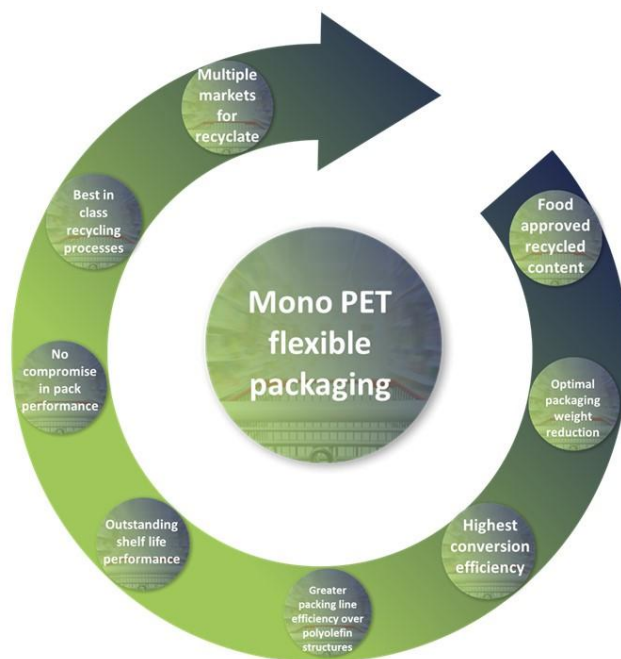 Multiple
markets
for
recyclate
Best in
class
recycling
processes
No
compromise
in pack
performance
Outstanding
shelf life
performance
Greater
packing line
efficiency over
polyolefin
structures
Highest
conversion
efficiency
Optimal
packaging
weight
reduction
Food
approved
recycled
content
Mono PET
flexible
packaging